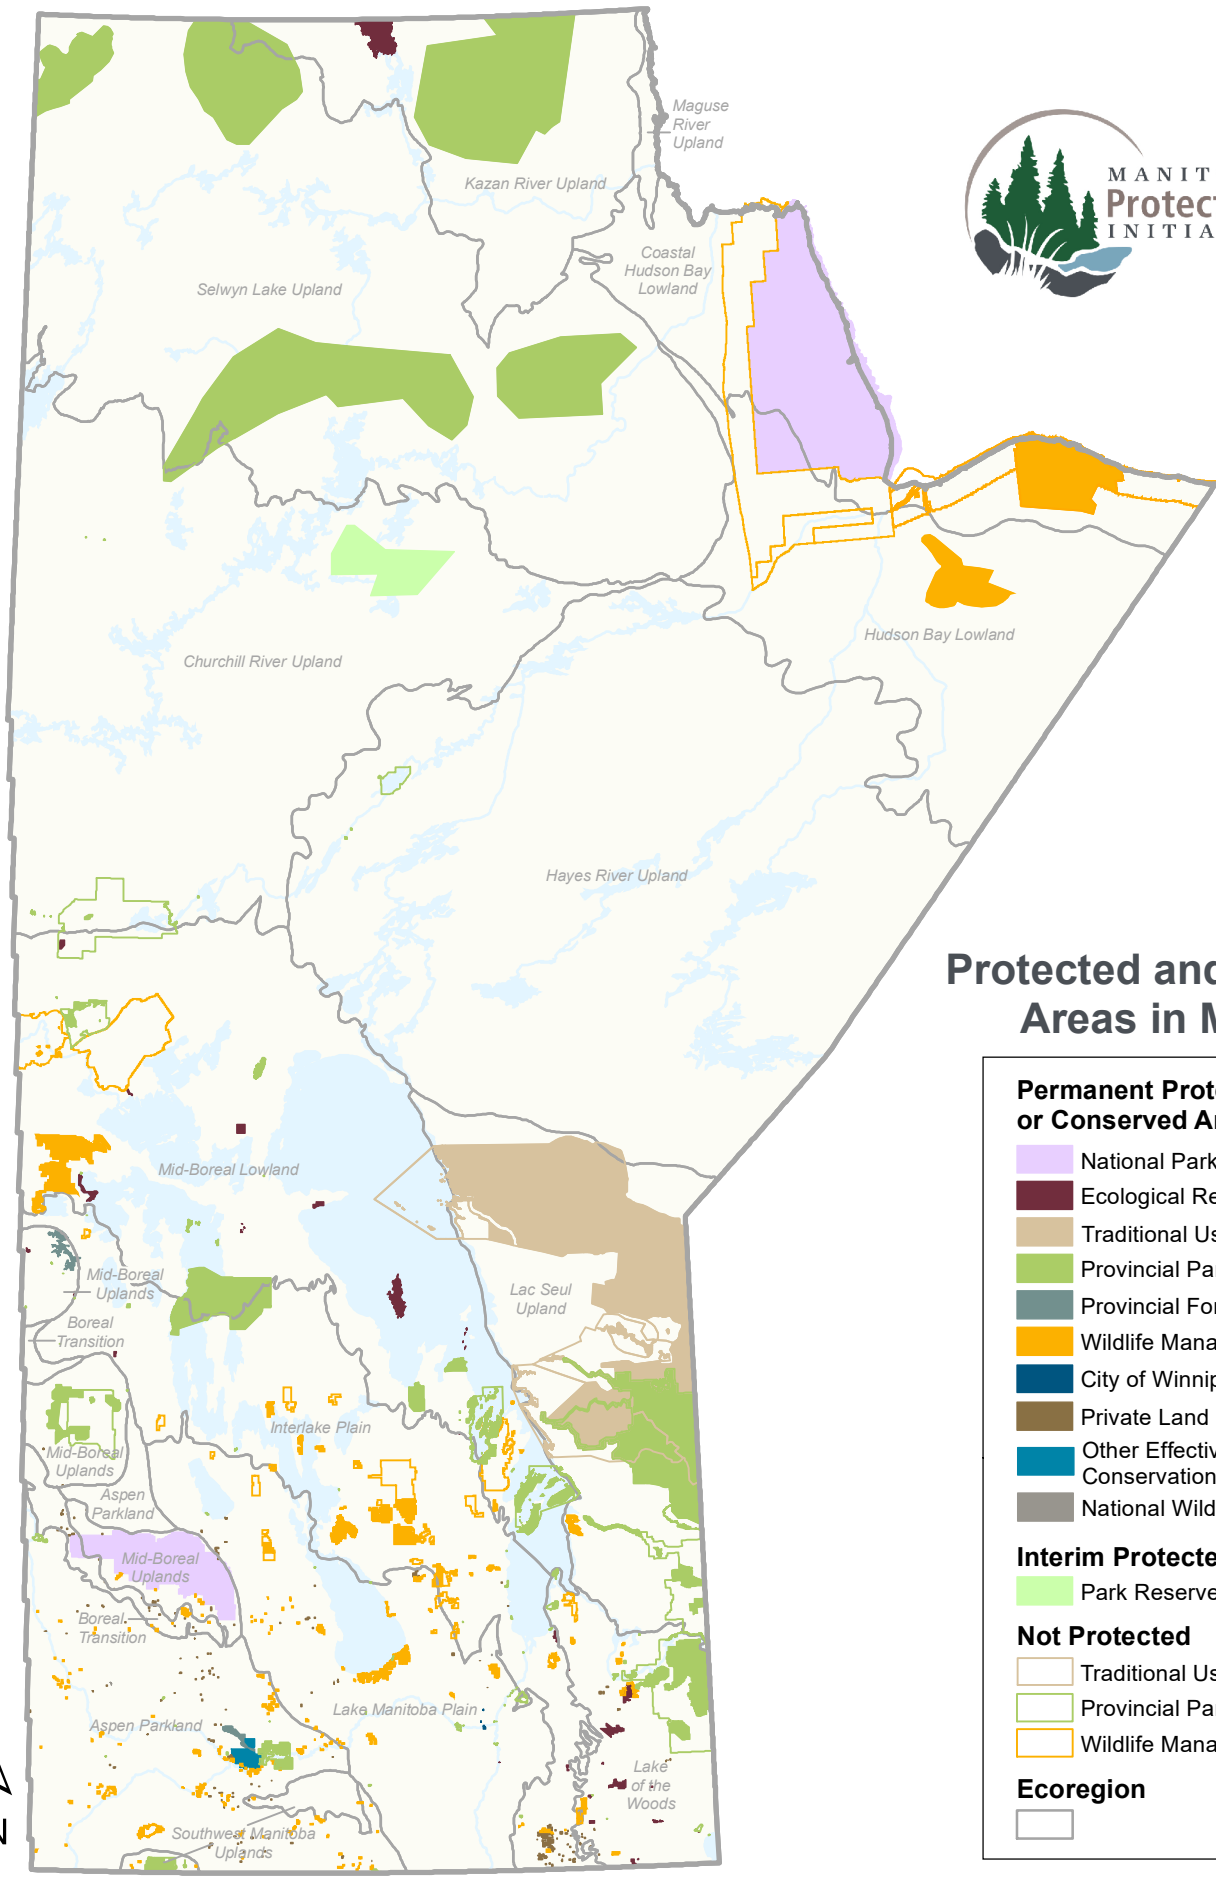 Maguse
River
Upland
MANIT
Protect
INITIA
Kazan River Upland
Coastal
Hudson Bay
Lowland
Selwyn Lake Upland
Hudson Bay Lowland
Churchill River Upland
Hayes River Upland
Protected and
Areas in M
Permanent Prote
or Conserved Ar
National Park
Ecological Re
Traditional Us
Provincial Par
Provincial For
Wildlife Mana
City of Winnip
Private Land
Other Effectiv
Conservation
National Wild
Interim Protecte
Park Reserve
Not Protected
Traditional Us
Provincial Par
Wildlife Mana
Ecoregion
Mid-Boreal Lowland
Mid-Boreal
Uplands
Lac Seul
Upland
Boreal
Transition
Interlake Plain
Mid-Boreal
Uplands
Aspen
Parkland
Mid-Boreal
Uplands
Boreal
Transition
Lake Manitoba Plain
Aspen Parkland
Lake
of the
Woods
Southwest Manitoba
Uplands
N